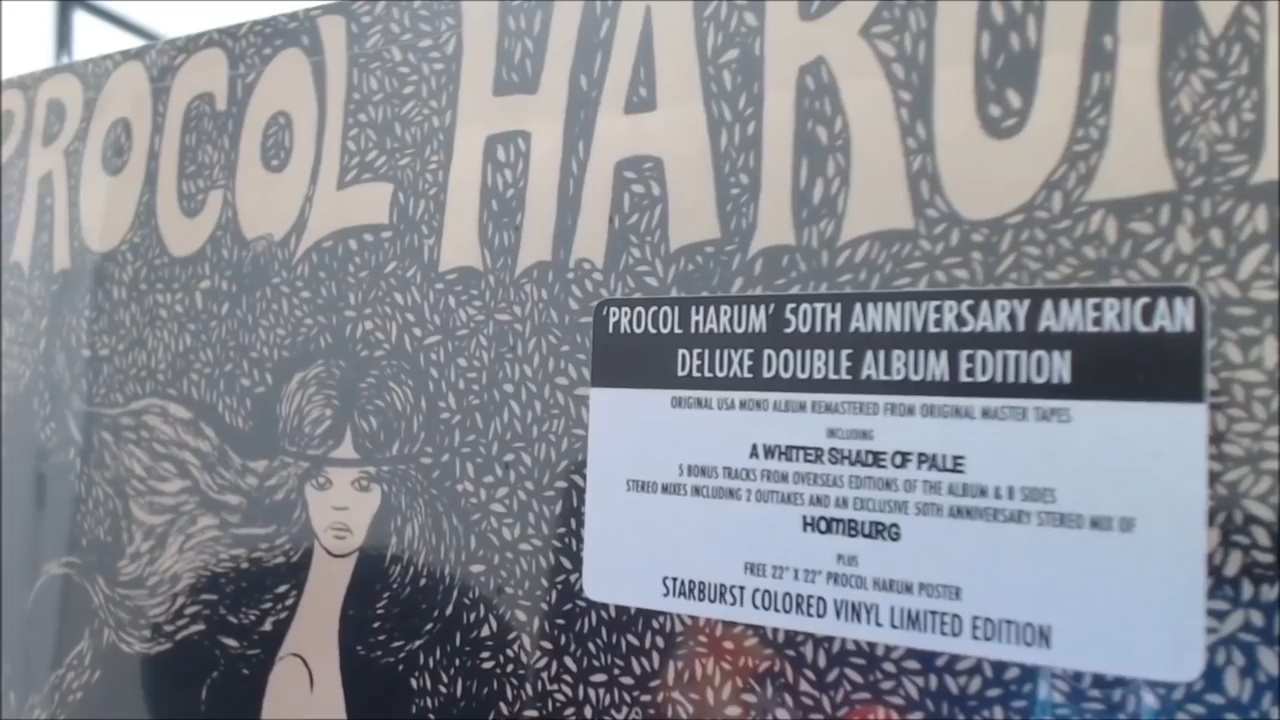 PROCOL HARUM
'PROCOL HARUM' 50TH ANNIVERSARY AMERICAN
DELUXE DOUBLE ALBUM EDITION
ORIGINAL USA MONO ALBUM REMASTERED FROM ORIGINAL MASTER TAPES
INCLUDING
A WHITER SHADE OF PALE
5 BONUS TRACKS FROM OVERSEAS EDITIONS OF THE ALBUM & B SIDES
STEREO MIXES INCLUDING 2 OUTTAKES AND AN EXCLUSIVE 50TH ANNIVERSARY STEREO MIX OF
HOMBURG
PLUS
FREE 22" X 22" PROCOL HARUM POSTER
STARBURST COLORED VINYL LIMITED EDITION